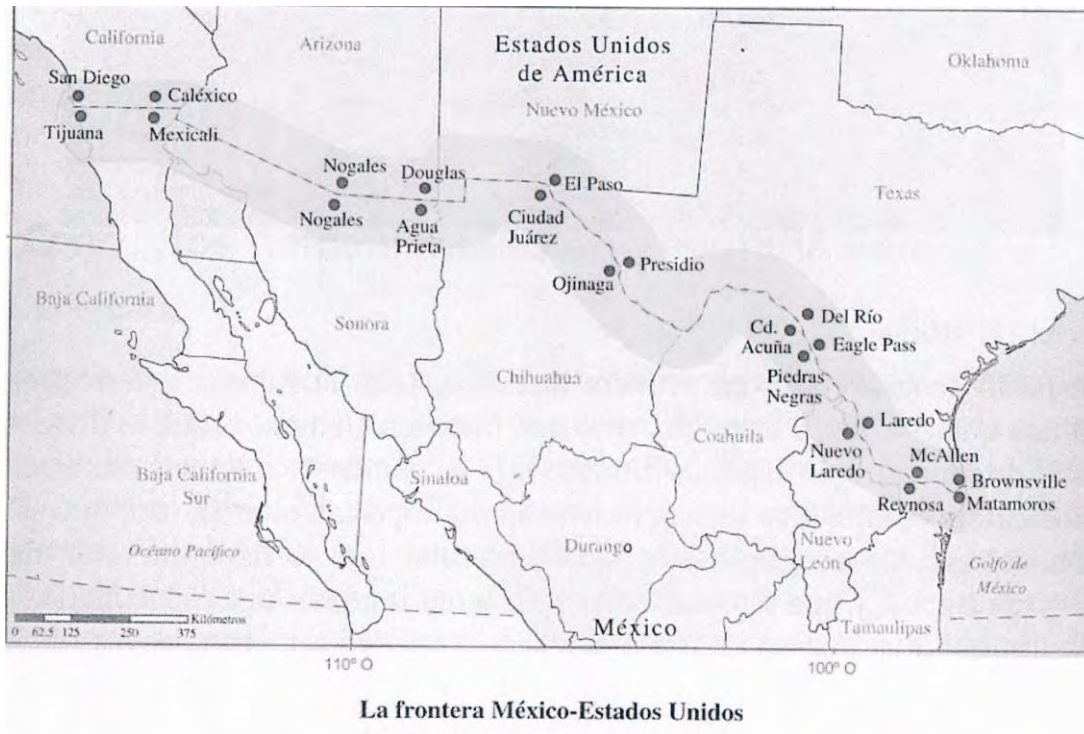 California
Arizona
Estados Unidos
de América
Oklahoma
San Diego
Caléxico
Nuevo México
Tijuana
Mexicali
Nogales
Douglas
El Paso
Texas
Nogales
Agua
Prieta
Ciudad
Juárez
Presidio
Ojinaga
Baja California
Sonora
Del Río
Cd.
Acuña
Eagle Pass
Chihuahua
Piedras
Negras
Coahuila
Laredo
Nuevo
Laredo
McAllen
Baja California
Sur
Sinaloa
Brownsville
Reynosa
Matamoros
Océano Pacífico
Durango
Nuevo
León
Golfo de
México
México
Tamaulipas
Kilómetros
0 62.5 125 250 375
110º O
100º O
La frontera México-Estados Unidos